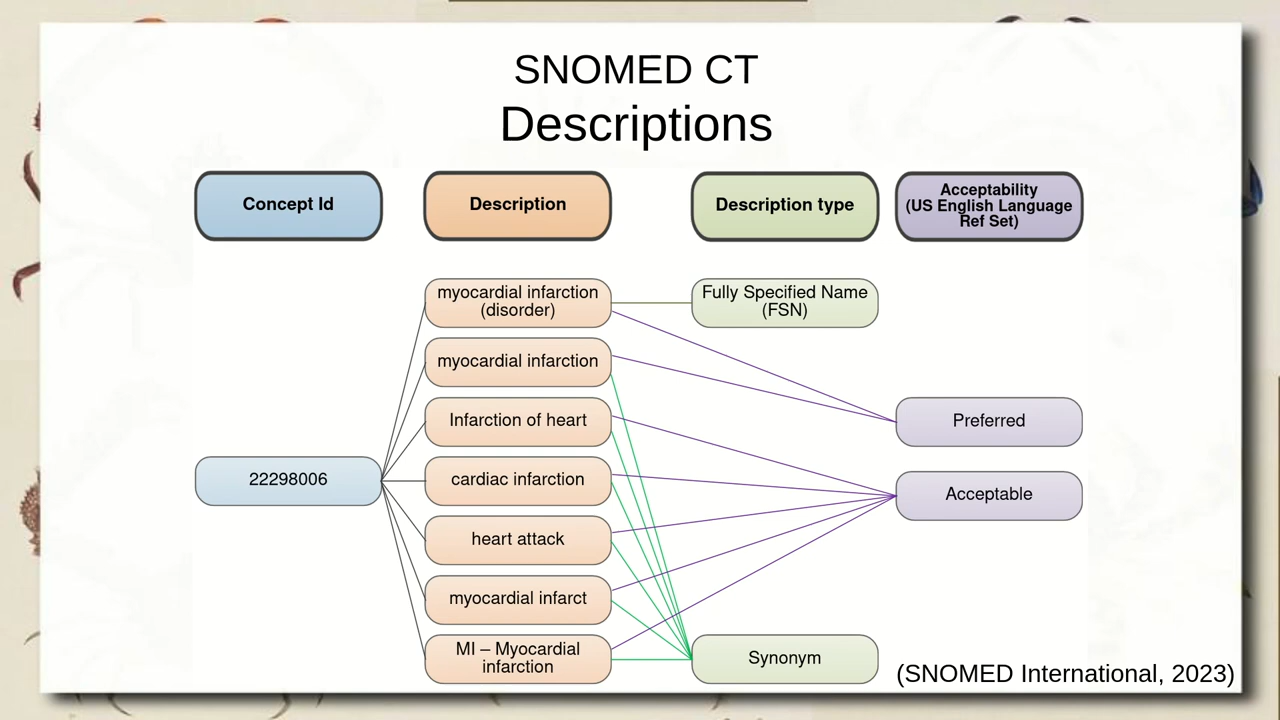 SNOMED CT
Descriptions
Concept Id
Description
Description type
Acceptability
(US English Language
Ref Set)
myocardial infarction
(disorder)
Fully Specified Name
(FSN)
myocardial infarction
Infarction of heart
Preferred
22298006
cardiac infarction
Acceptable
heart attack
myocardial infarct
MI – Myocardial
infarction
Synonym
(SNOMED International, 2023)